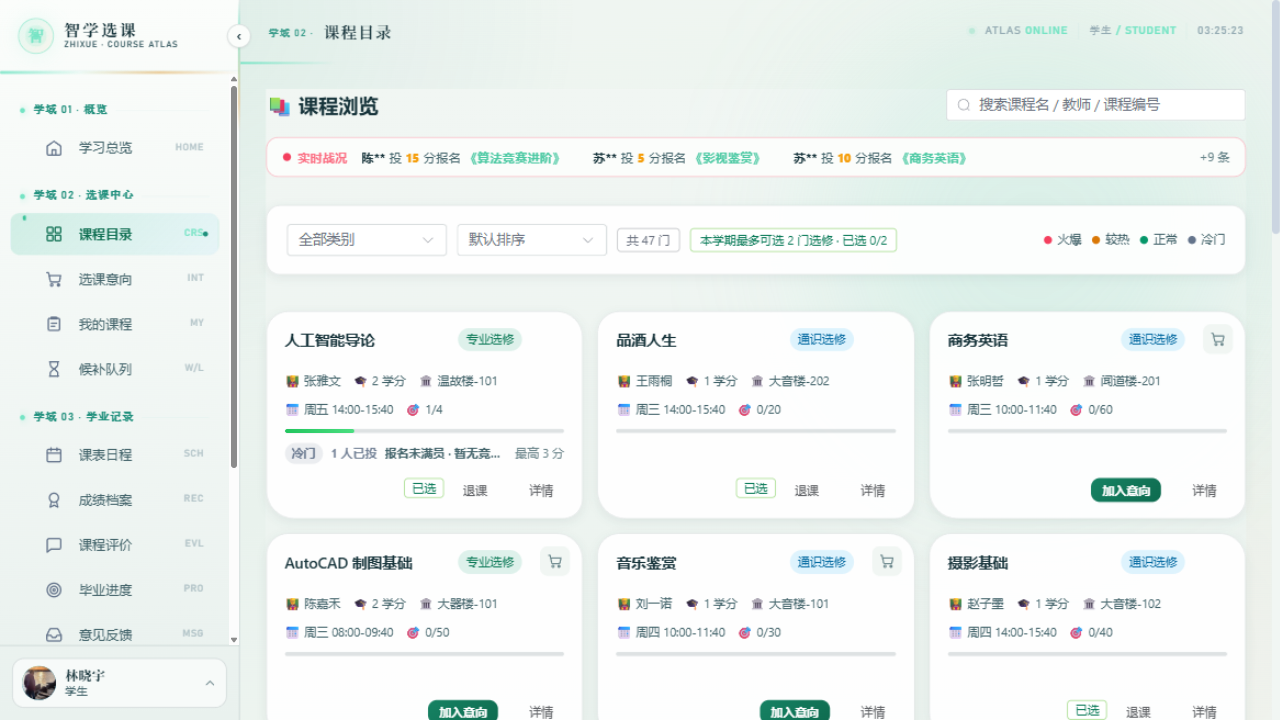 智学选课
ZHIXUE · COURSE ATLAS
学域 01 · 概览
学习总览 HOME
学域 02 · 选课中心
课程目录 CRS
选课意向 INT
我的课程 MY
候补队列 W/L
学域 03 · 学业记录
课表日程 SCH
成绩档案 REC
课程评价 EVL
毕业进度 PRO
意见反馈 MSG
林晓宇
学生
学域 02 · 课程目录
ATLAS ONLINE 学生 / STUDENT 03:25:23
课程浏览
搜索课程名 / 教师 / 课程编号
实时战况 陈** 投 15 分报名 《算法竞赛进阶》 苏** 投 5 分报名 《影视鉴赏》 苏** 投 10 分报名 《商务英语》 +9 条
全部类别 默认排序 共 47 门 本学期最多可选 2 门选修 · 已选 0/2 火爆 较热 正常 冷门
人工智能导论 专业选修
张雅文 2 学分 温故楼-101
周五 14:00-15:40 1/4
冷门 1 人已投 报名未满员 · 暂无竞... 最高 3 分
已选 退课 详情
品酒人生 通识选修
王雨桐 1 学分 大音楼-202
周三 14:00-15:40 0/20
已选 退课 详情
商务英语 通识选修
张明哲 1 学分 闻道楼-201
周三 10:00-11:40 0/60
加入意向 详情
AutoCAD 制图基础 专业选修
陈嘉禾 2 学分 大器楼-101
周三 08:00-09:40 0/50
加入意向 详情
音乐鉴赏 通识选修
刘一诺 1 学分 大音楼-101
周四 10:00-11:40 0/30
加入意向 详情
摄影基础 通识选修
赵子墨 1 学分 大音楼-102
周四 14:00-15:40 0/40
已选 退课 详情